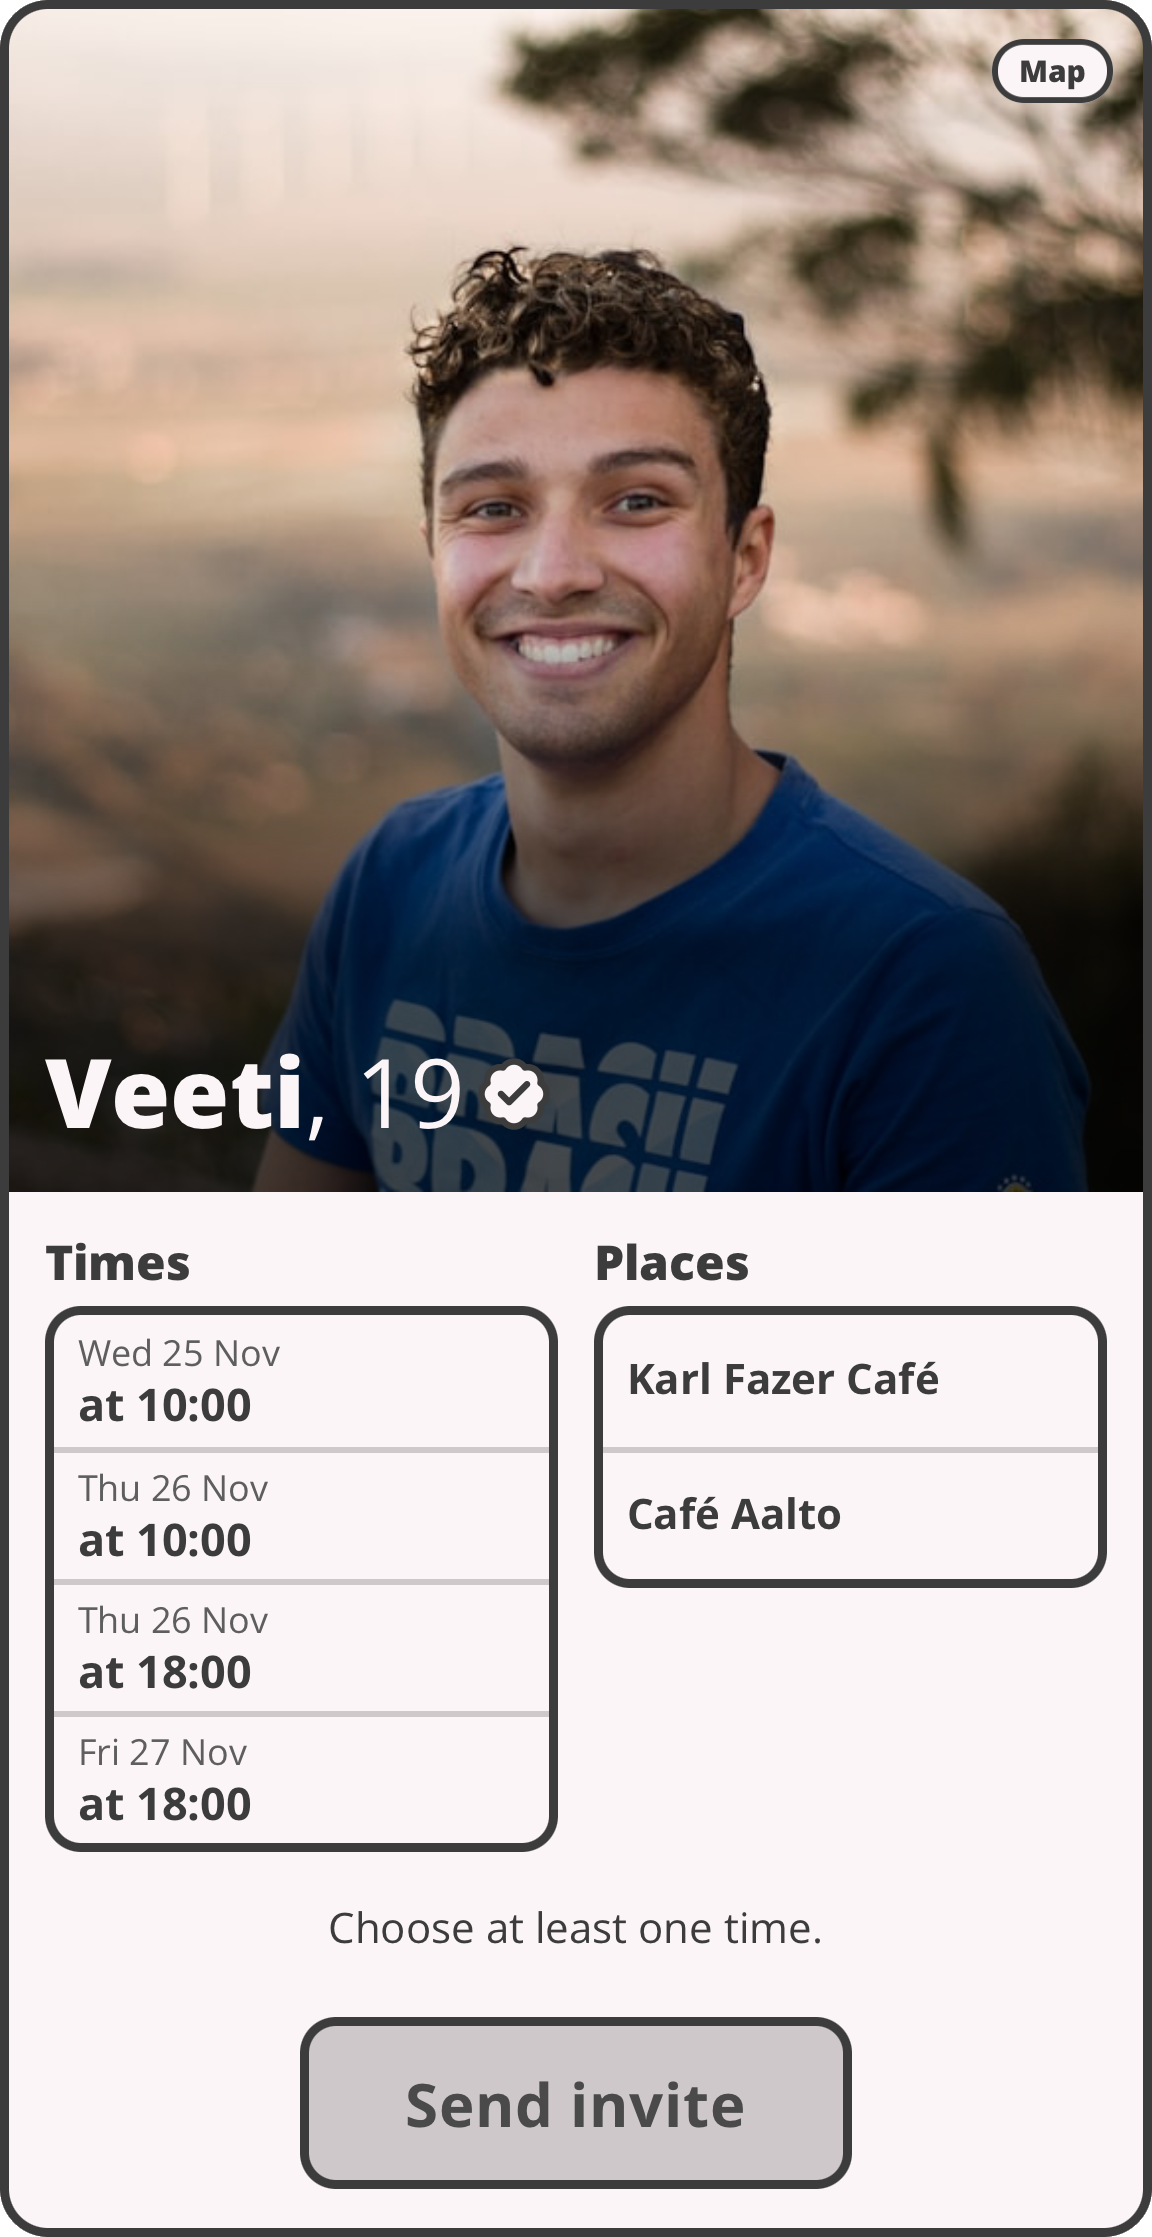 Map
BRASIL
BRASIL
Veeti, 19
Times
Wed 25 Nov
at 10:00
Thu 26 Nov
at 10:00
Thu 26 Nov
at 18:00
Fri 27 Nov
at 18:00
Places
Karl Fazer Café
Café Aalto
Choose at least one time.
Send invite